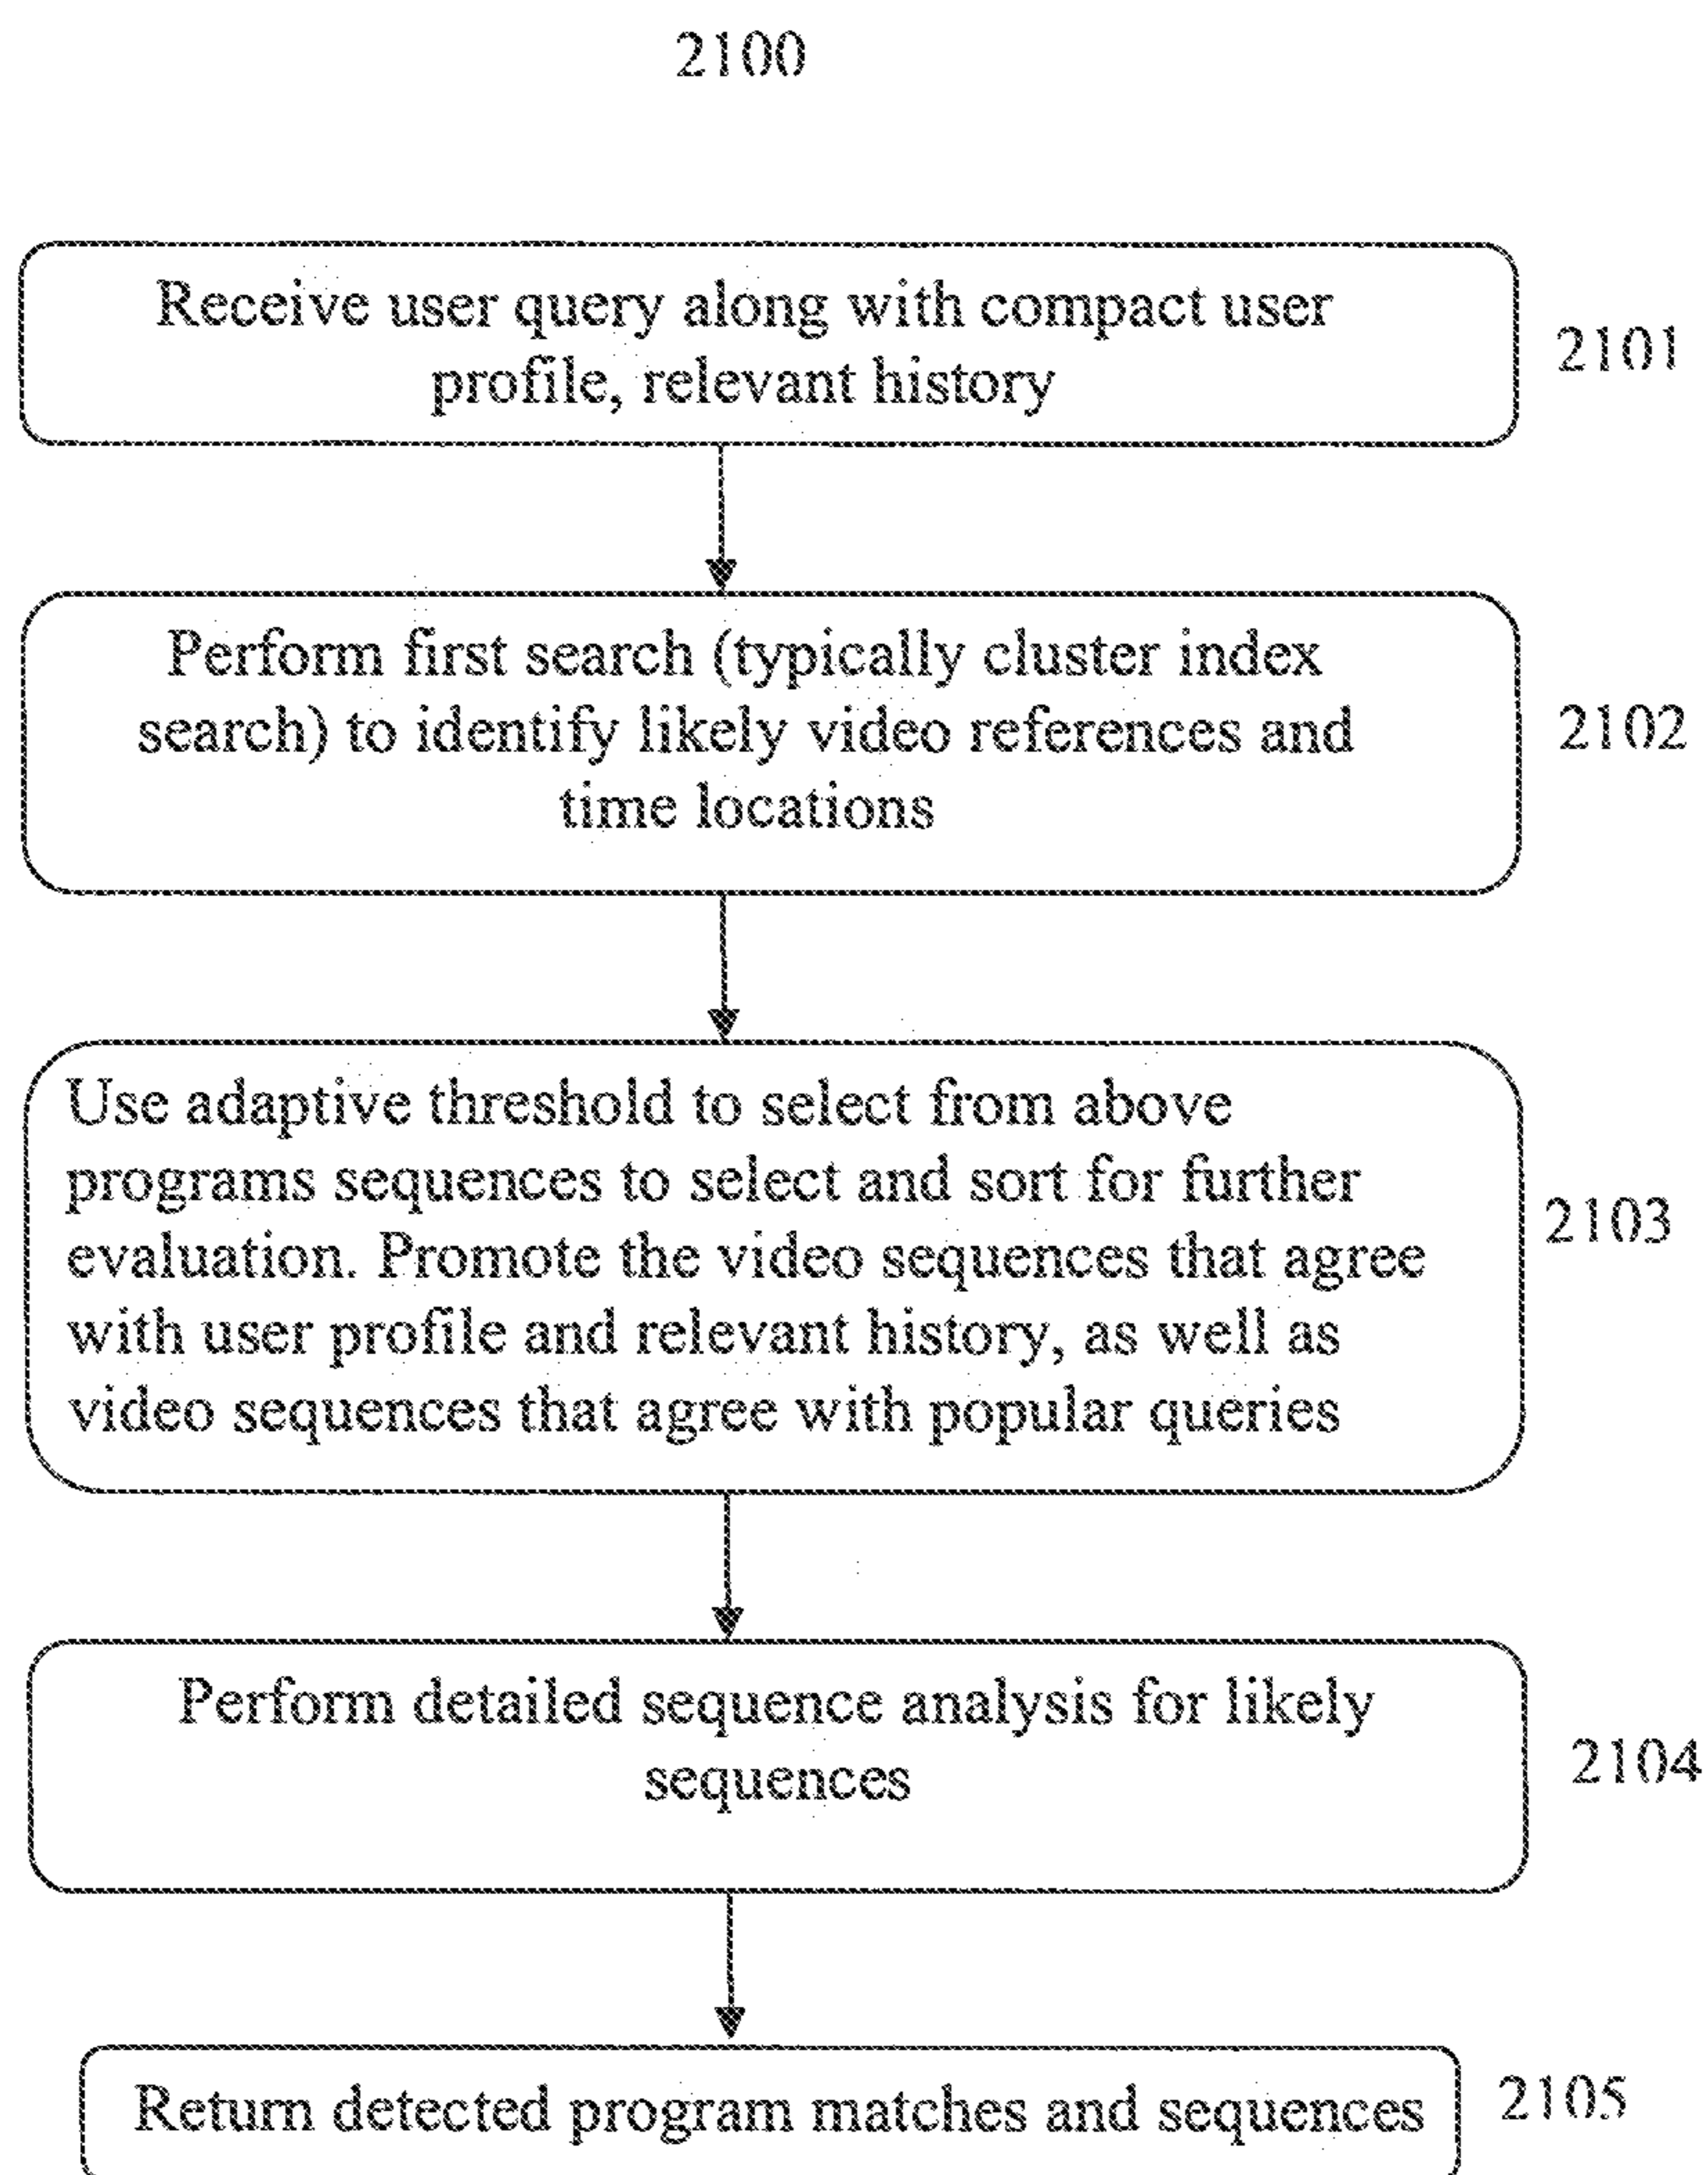 2100
Receive user query along with compact user
profile, relevant history
2101
Perform first search (typically cluster index
search) to identify likely video references and
time locations
2102
Use adaptive threshold to select from above
programs sequences to select and sort for further
evaluation. Promote the video sequences that agree
with user profile and relevant history, as well as
video sequences that agree with popular queries
2103
Perform detailed sequence analysis for likely
sequences
2104
Return detected program matches and sequences
2105